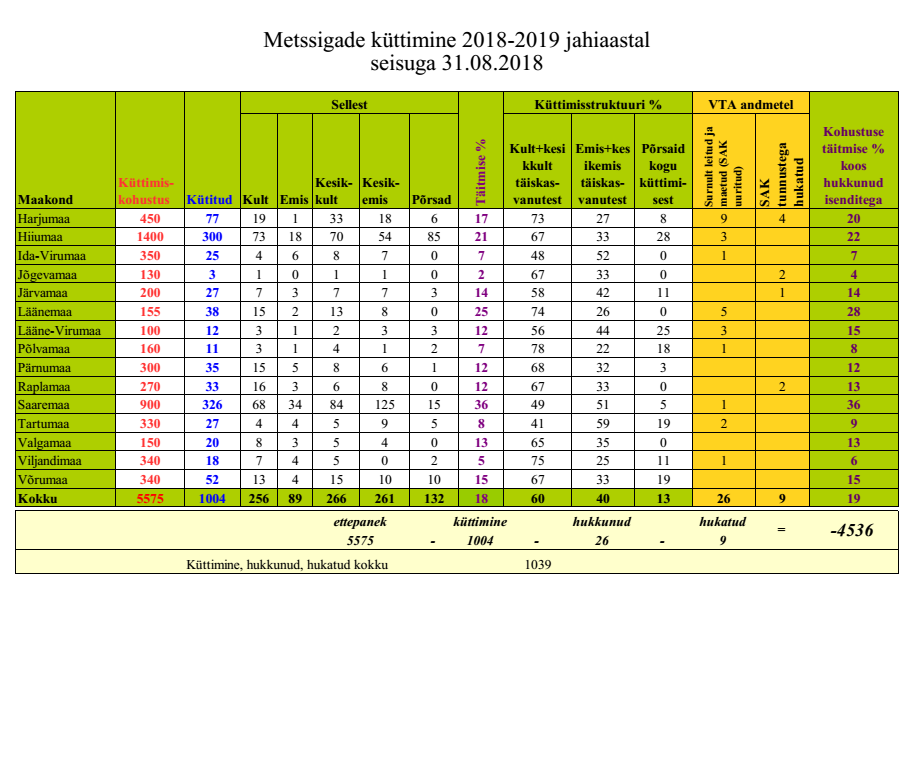 Metssigade küttimine 2018-2019 jahiaastal
seisuga 31.08.2018
Sellest Küttimisstruktuuri % VTA andmetel
Maakond Küttimis-kohustus Kütitud Kult Emis Kesik-kult Kesik-emis Põrsad Täitmise % Kult+kesikkult täiskas-vanutest Emis+kesikemis täiskas-vanutest Põrsaid kogu küttimi-sest Surnult leitud ja maetud (SAK uuritud) SAK tunnustega hukatud Kohustuse täitmise % koos hukkunud isenditega
Harjumaa 450 77 19 1 33 18 6 17 73 27 8 9 4 20
Hiiumaa 1400 300 73 18 70 54 85 21 67 33 28 3 22
Ida-Virumaa 350 25 4 6 8 7 0 7 48 52 0 1 7
Jõgevamaa 130 3 1 0 1 1 0 2 67 33 0 2 4
Järvamaa 200 27 7 3 7 7 3 14 58 42 11 1 14
Läänemaa 155 38 15 2 13 8 0 25 74 26 0 5 28
Lääne-Virumaa 100 12 3 1 2 3 3 12 56 44 25 3 15
Põlvamaa 160 11 3 1 4 1 2 7 78 22 18 1 8
Pärnumaa 300 35 15 5 8 6 1 12 68 32 3 12
Raplamaa 270 33 16 3 6 8 0 12 67 33 0 2 13
Saaremaa 900 326 68 34 84 125 15 36 49 51 5 1 36
Tartumaa 330 27 4 4 5 9 5 8 41 59 19 2 9
Valgamaa 150 20 8 3 5 4 0 13 65 35 0 13
Viljandimaa 340 18 7 4 5 0 2 5 75 25 11 1 6
Võrumaa 340 52 13 4 15 10 10 15 67 33 19 15
Kokku 5575 1004 256 89 266 261 132 18 60 40 13 26 9 19
ettepanek küttimine hukkunud hukatud
5575 - 1004 - 26 - 9 = -4536
Küttimine, hukkunud, hukatud kokku 1039